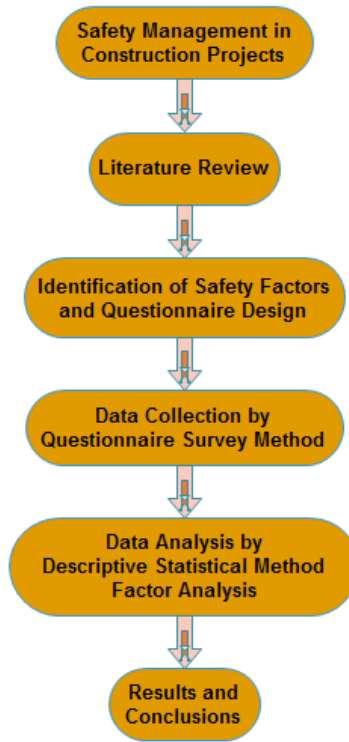 Safety Management in
Construction Projects
Literature Review
Identification of Safety Factors
and Questionnaire Design
Data Collection by
Questionnaire Survey Method
Data Analysis by
Descriptive Statistical Method
Factor Analysis
Results and
Conclusions